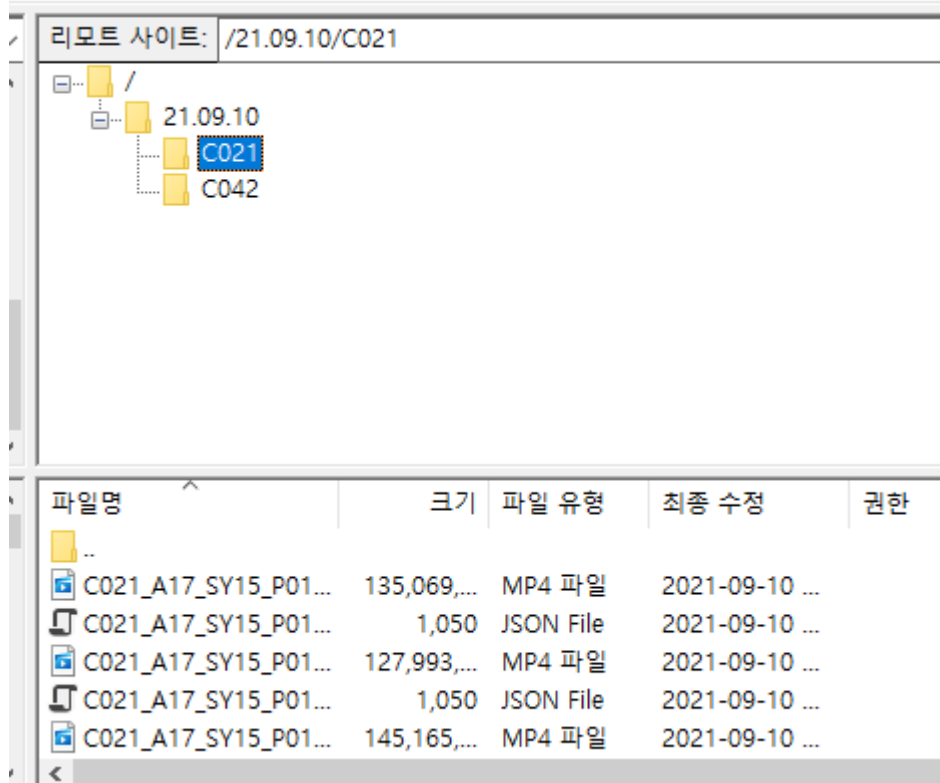 리모트 사이트: /21.09.10/C021
/
21.09.10
C021
C042
파일명 크기 파일 유형 최종 수정 권한
..
C021_A17_SY15_P01... 135,069,... MP4 파일 2021-09-10 ...
C021_A17_SY15_P01... 1,050 JSON File 2021-09-10 ...
C021_A17_SY15_P01... 127,993,... MP4 파일 2021-09-10 ...
C021_A17_SY15_P01... 1,050 JSON File 2021-09-10 ...
C021_A17_SY15_P01... 145,165,... MP4 파일 2021-09-10 ...